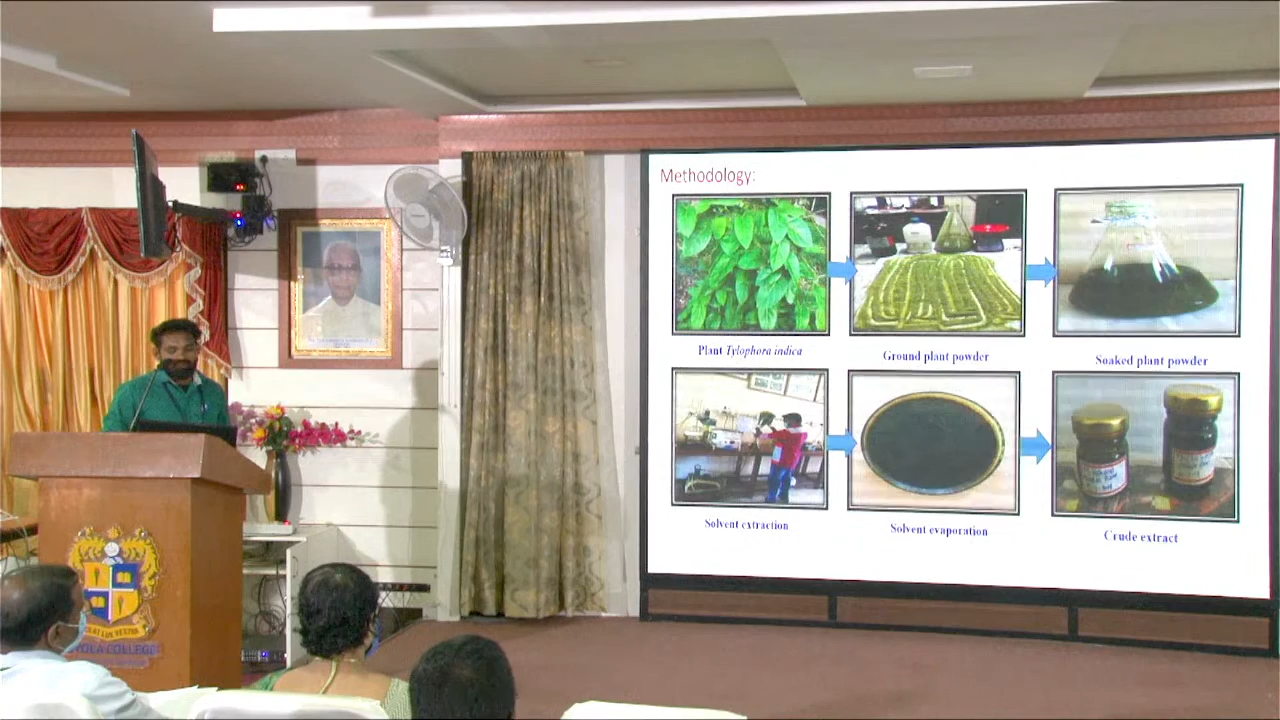 Methodology:
Plant Tylophora indica
Ground plant powder
Soaked plant powder
Solvent extraction
Solvent evaporation
Crude extract
LOYOLA COLLEGE